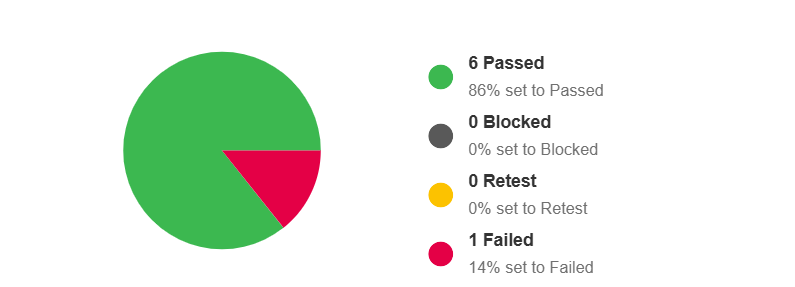 6 Passed
86% set to Passed
0 Blocked
0% set to Blocked
0 Retest
0% set to Retest
1 Failed
14% set to Failed